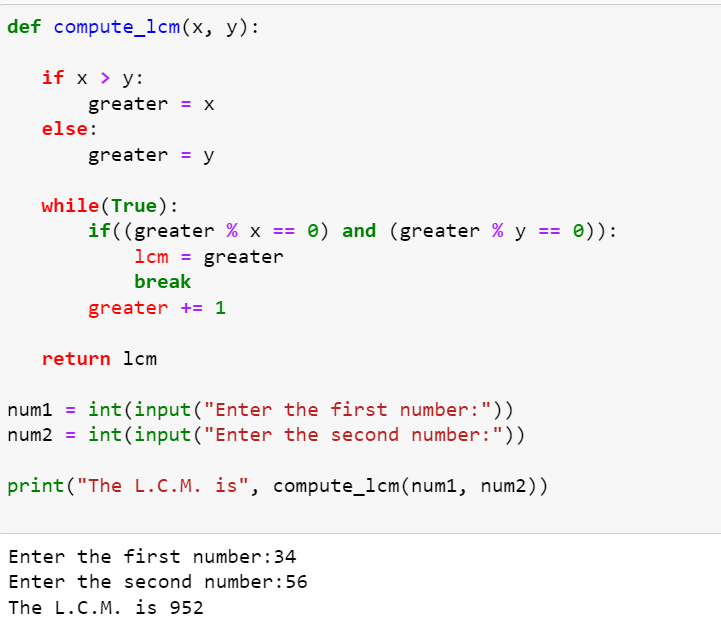 def compute_lcm(x, y):
   if x > y:
       greater = x
   else:
       greater = y
   while(True):
       if((greater % x == 0) and (greater % y == 0)):
           lcm = greater
           break
       greater += 1
   return lcm
num1 = int(input("Enter the first number:"))
num2 = int(input("Enter the second number:"))
print("The L.C.M. is", compute_lcm(num1, num2))
Enter the first number:34
Enter the second number:56
The L.C.M. is 952